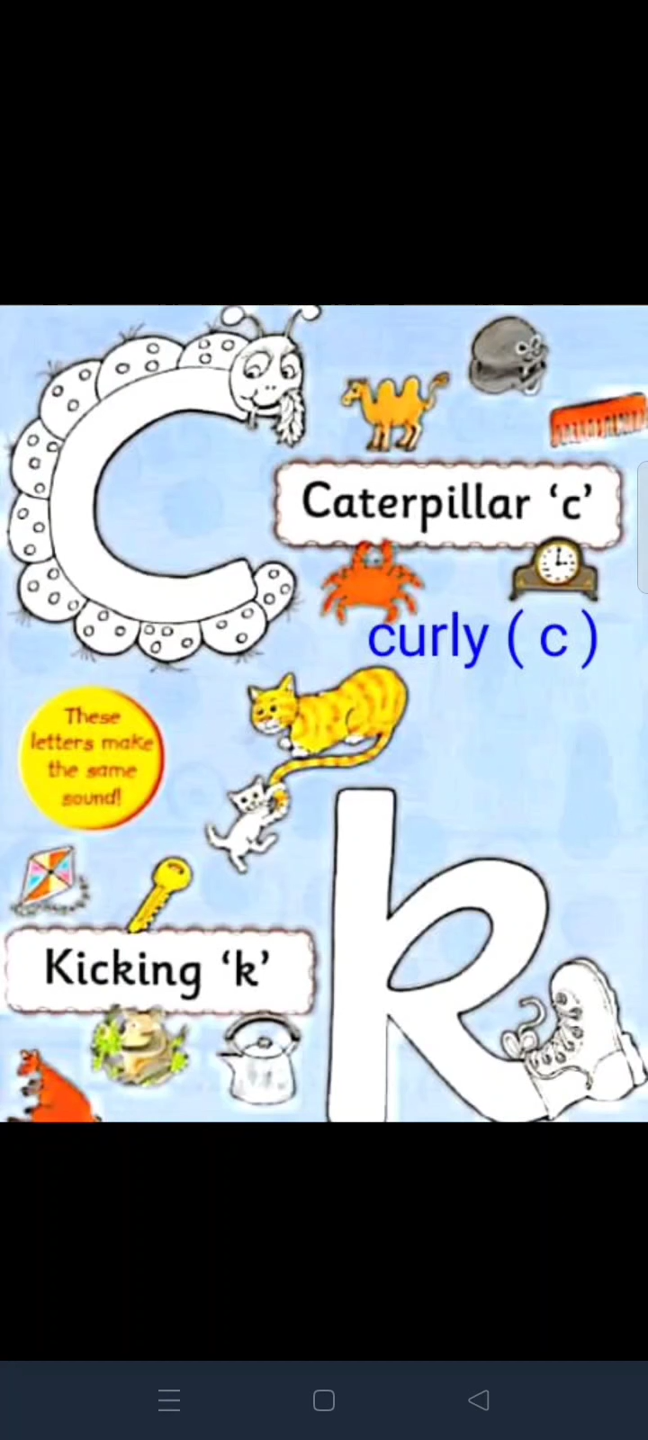 Caterpillar ‘c’
curly ( c )
These
letters make
the same
sound!
Kicking ‘k’